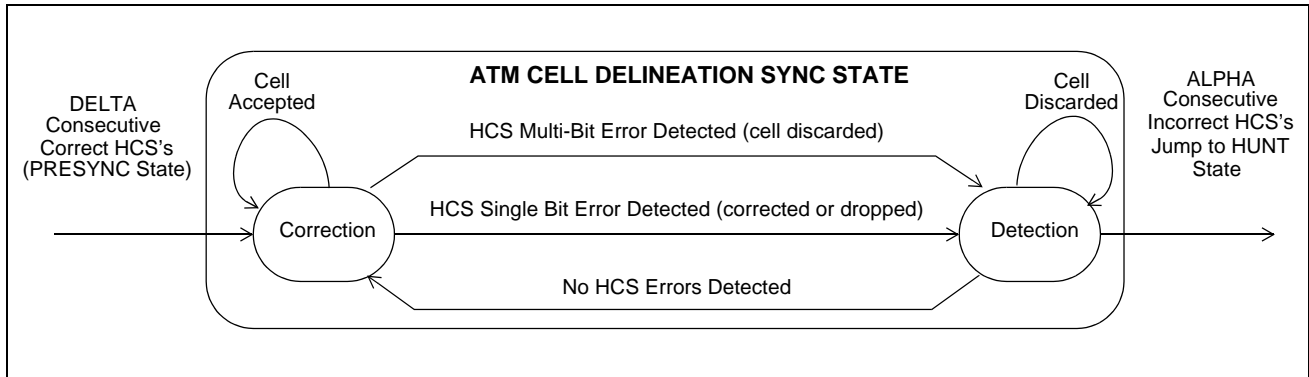 ATM CELL DELINEATION SYNC STATE
DELTA
Consecutive
Correct HCS's
(PRESYNC State)
Cell
Accepted
HCS Multi-Bit Error Detected (cell discarded)
Cell
Discarded
ALPHA
Consecutive
Incorrect HCS's
Jump to HUNT
State
HCS Single Bit Error Detected (corrected or dropped)
Correction
Detection
No HCS Errors Detected